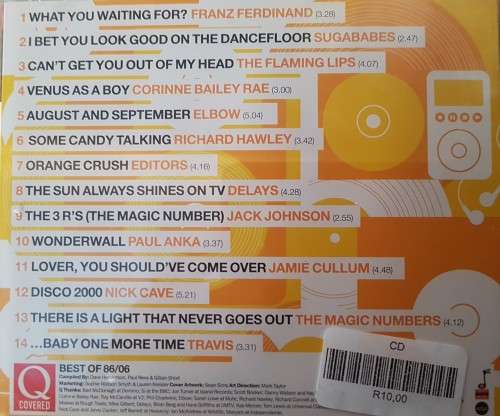 1 WHAT YOU WAITING FOR? FRANZ FERDINAND (3.26)
2 I BET YOU LOOK GOOD ON THE DANCEFLOOR SUGABABES (2.47)
3 CAN'T GET YOU OUT OF MY HEAD THE FLAMING LIPS (4.07)
4 VENUS AS A BOY CORINNE BAILEY RAE (3.00)
5 AUGUST AND SEPTEMBER ELBOW (5.04)
6 SOME CANDY TALKING RICHARD HAWLEY (3.42)
7 ORANGE CRUSH EDITORS (4.16)
8 THE SUN ALWAYS SHINES ON TV DELAYS (4.28)
9 THE 3 R'S (THE MAGIC NUMBER) JACK JOHNSON (2.55)
10 WONDERWALL PAUL ANKA (3.37)
11 LOVER, YOU SHOULD'VE COME OVER JAMIE CULLUM (4.48)
12 DISCO 2000 NICK CAVE (5.21)
13 THERE IS A LIGHT THAT NEVER GOES OUT THE MAGIC NUMBERS (4.12)
14 ...BABY ONE MORE TIME TRAVIS (3.31)
Q
COVERED
BEST OF 86/06
CD
R10,00